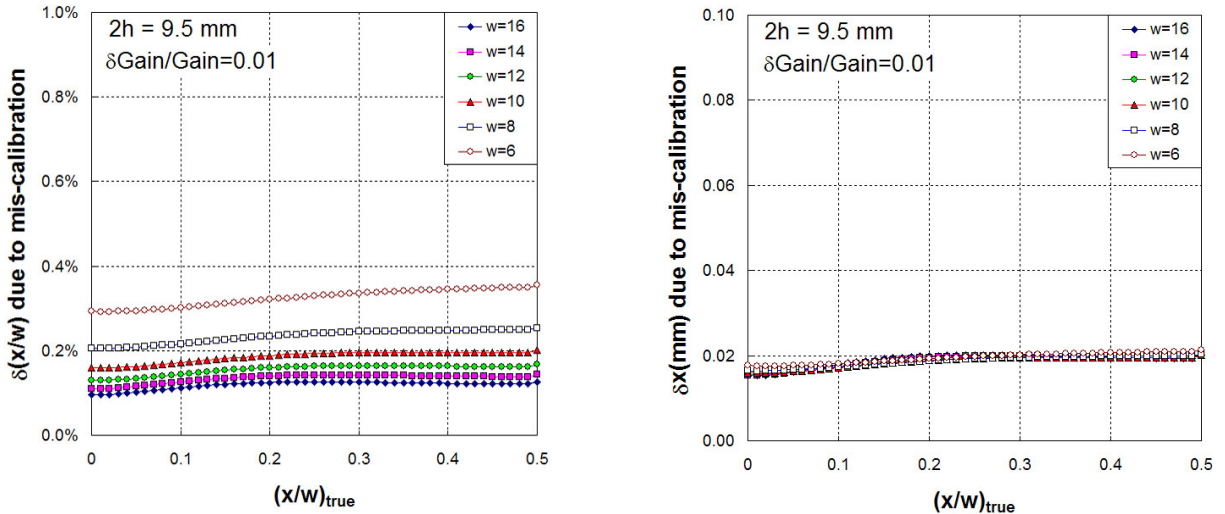 1.0%
0.8%
0.6%
0.4%
0.2%
0.0%
δ(x/w) due to mis-calibration
2h = 9.5 mm
δGain/Gain=0.01
w=16
w=14
w=12
w=10
w=8
w=6
0 0.1 0.2 0.3 0.4 0.5
(x/w)true
0.10
0.08
0.06
0.04
0.02
0.00
δx(mm) due to mis-calibration
2h = 9.5 mm
δGain/Gain=0.01
w=16
w=14
w=12
w=10
w=8
w=6
0 0.1 0.2 0.3 0.4 0.5
(x/w)true